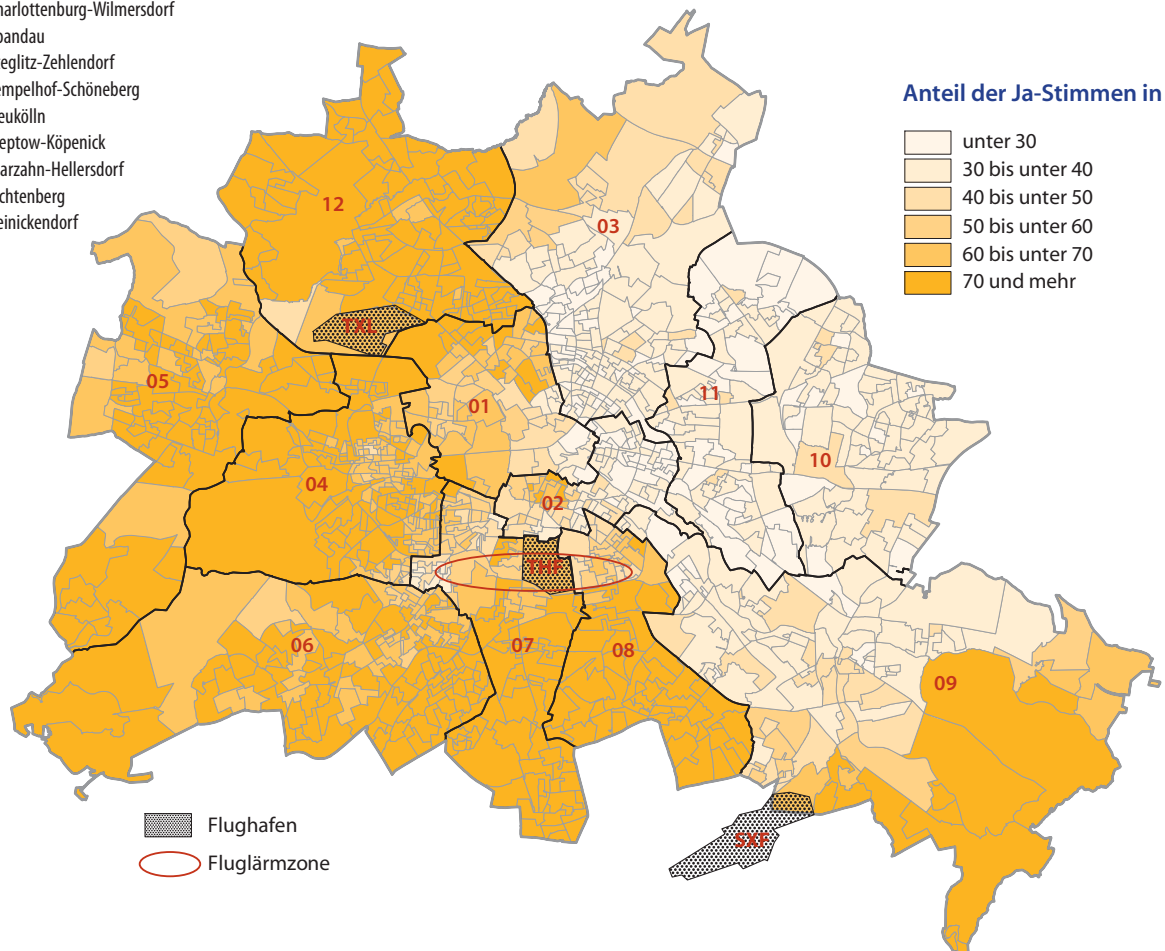 harlottenburg-Wilmersdorf
pandau
teglitz-Zehlendorf
empelhof-Schöneberg
eukölln
reptow-Köpenick
arzahn-Hellersdorf
chtenberg
einickendorf
Anteil der Ja-Stimmen in
unter 30
30 bis unter 40
40 bis unter 50
50 bis unter 60
60 bis unter 70
70 und mehr
12
03
TXL
05
01
11
10
04
02
THF
06
07
08
09
SXF
Flughafen
Fluglärmzone